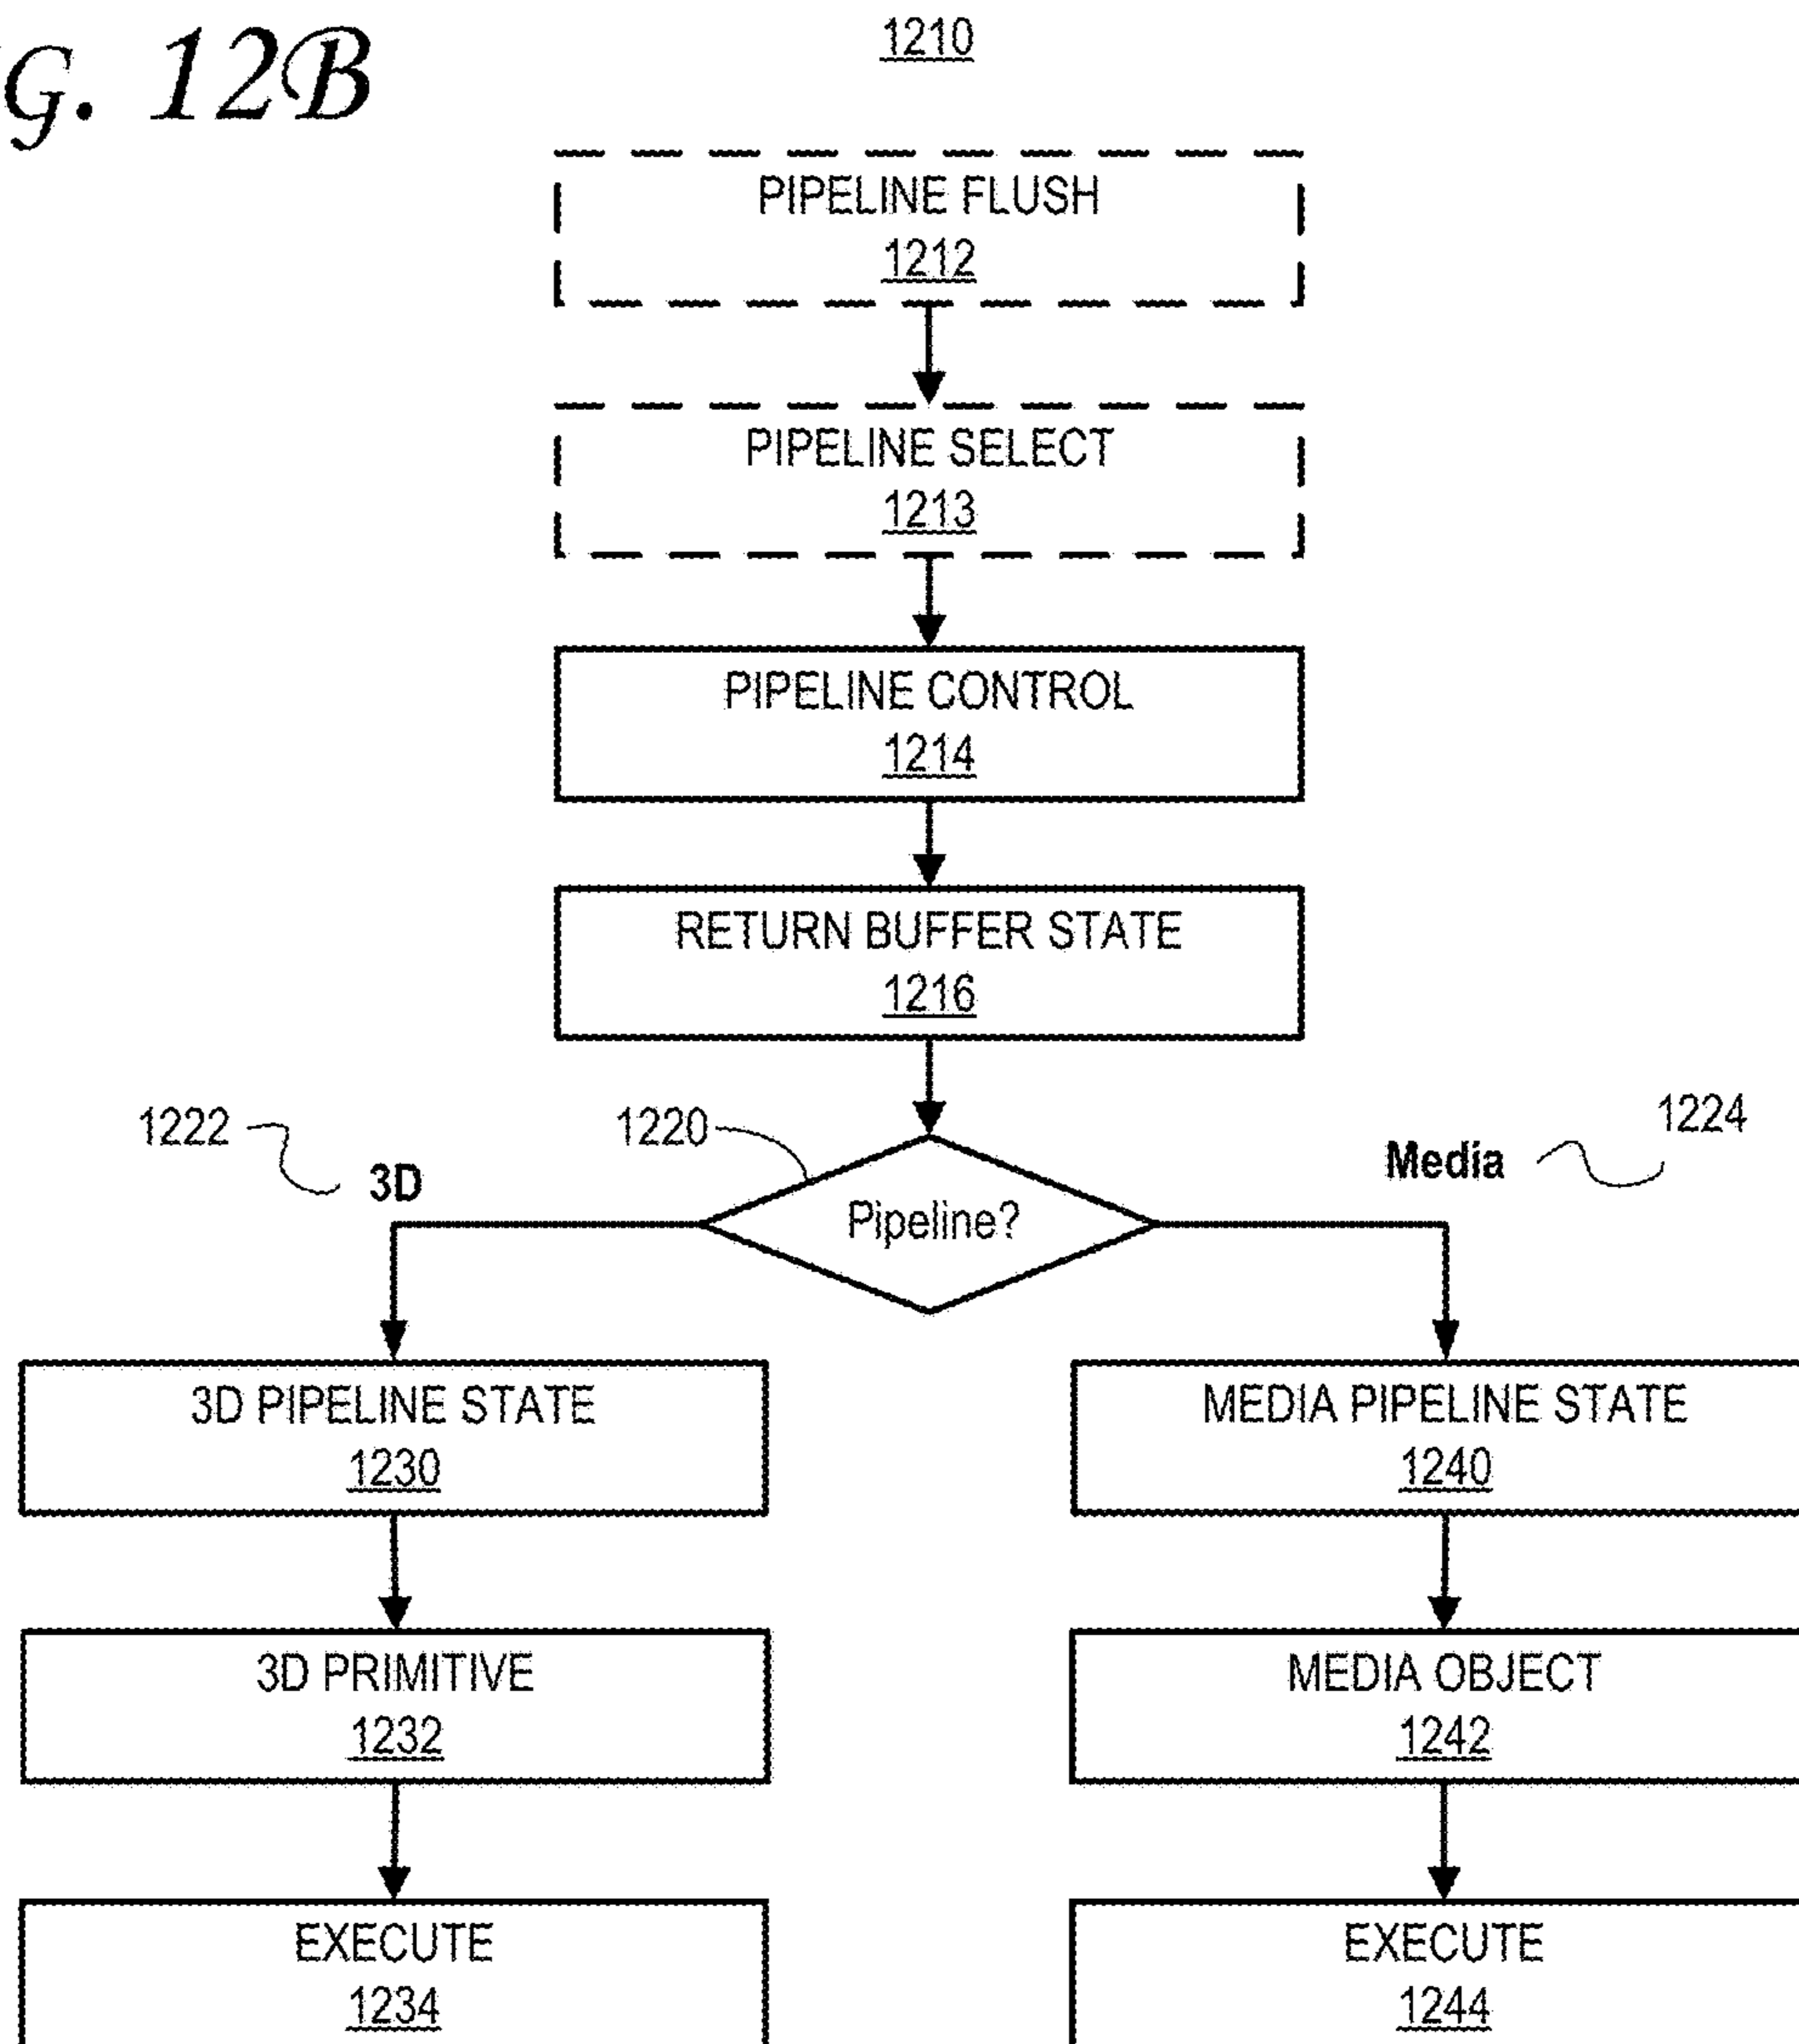 G. 12B
1210
PIPELINE FLUSH
1212
PIPELINE SELECT
1213
PIPELINE CONTROL
1214
RETURN BUFFER STATE
1216
1222
3D
1220
Pipeline?
Media
1224
3D PIPELINE STATE
1230
MEDIA PIPELINE STATE
1240
3D PRIMITIVE
1232
MEDIA OBJECT
1242
EXECUTE
1234
EXECUTE
1244